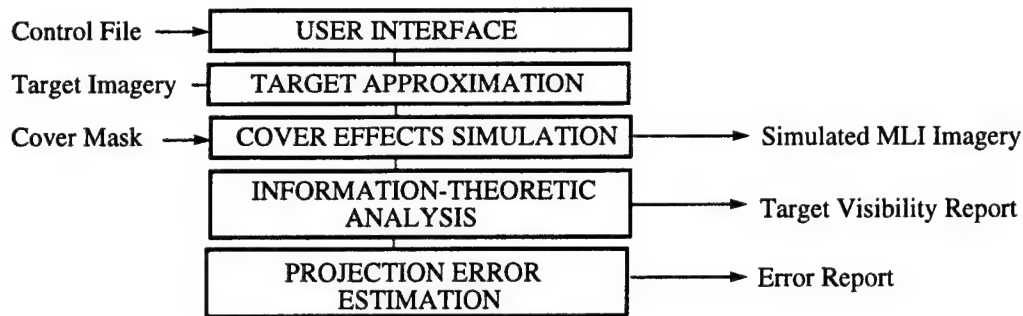 Control File
USER INTERFACE
Target Imagery
TARGET APPROXIMATION
Cover Mask
COVER EFFECTS SIMULATION
Simulated MLI Imagery
INFORMATION-THEORETIC
ANALYSIS
Target Visibility Report
PROJECTION ERROR
ESTIMATION
Error Report